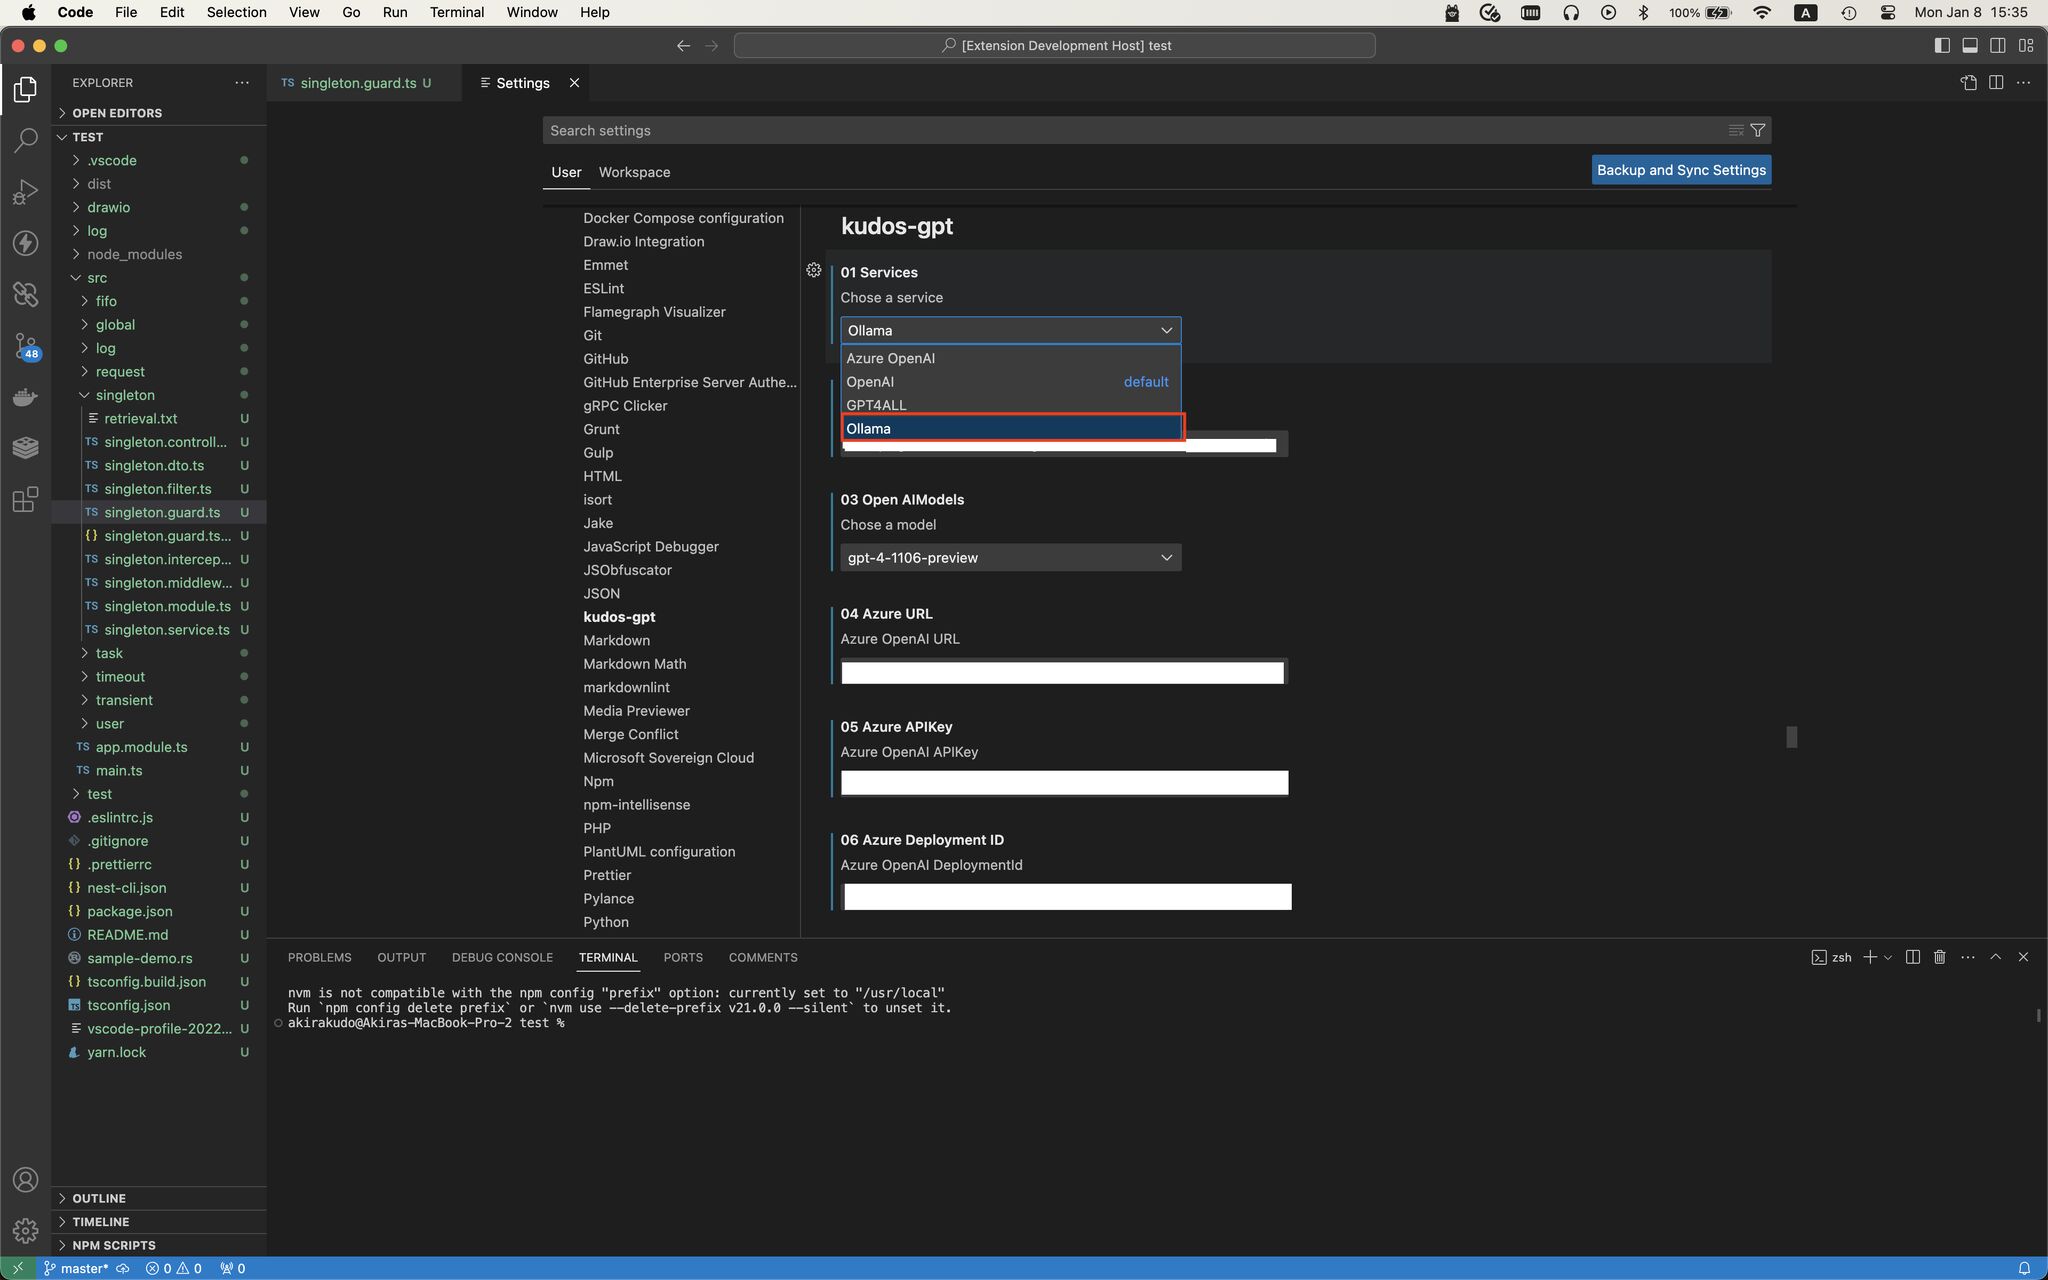 Code File Edit Selection View Go Run Terminal Window Help
100% A Mon Jan 8 15:35
[Extension Development Host] test
EXPLORER
OPEN EDITORS
TEST
.vscode
dist
drawio
log
node_modules
src
fifo
global
log
request
singleton
retrieval.txt U
TS singleton.controll... U
TS singleton.dto.ts U
TS singleton.filter.ts U
TS singleton.guard.ts U
{} singleton.guard.ts... U
TS singleton.intercep... U
TS singleton.middlew... U
TS singleton.module.ts U
TS singleton.service.ts U
task
timeout
transient
user
TS app.module.ts U
TS main.ts U
test
.eslintrc.js U
.gitignore U
{} .prettierrc U
{} nest-cli.json U
{} package.json U
README.md U
sample-demo.rs U
{} tsconfig.build.json U
TS tsconfig.json U
vscode-profile-2022... U
yarn.lock U
OUTLINE
TIMELINE
NPM SCRIPTS
48
TS singleton.guard.ts U
Settings
Search settings
User Workspace
Backup and Sync Settings
Docker Compose configuration
Draw.io Integration
Emmet
ESLint
Flamegraph Visualizer
Git
GitHub
GitHub Enterprise Server Authe...
gRPC Clicker
Grunt
Gulp
HTML
isort
Jake
JavaScript Debugger
JSObfuscator
JSON
kudos-gpt
Markdown
Markdown Math
markdownlint
Media Previewer
Merge Conflict
Microsoft Sovereign Cloud
Npm
npm-intellisense
PHP
PlantUML configuration
Prettier
Pylance
Python
kudos-gpt
01 Services
Chose a service
Ollama
Azure OpenAI
OpenAI default
GPT4ALL
Ollama
03 Open AIModels
Chose a model
gpt-4-1106-preview
04 Azure URL
Azure OpenAI URL
05 Azure APIKey
Azure OpenAI APIKey
06 Azure Deployment ID
Azure OpenAI DeploymentId
PROBLEMS OUTPUT DEBUG CONSOLE TERMINAL PORTS COMMENTS
zsh
nvm is not compatible with the npm config "prefix" option: currently set to "/usr/local"
Run `npm config delete prefix` or `nvm use --delete-prefix v21.0.0 --silent` to unset it.
akirakudo@Akiras-MacBook-Pro-2 test %
master* 0 0 0